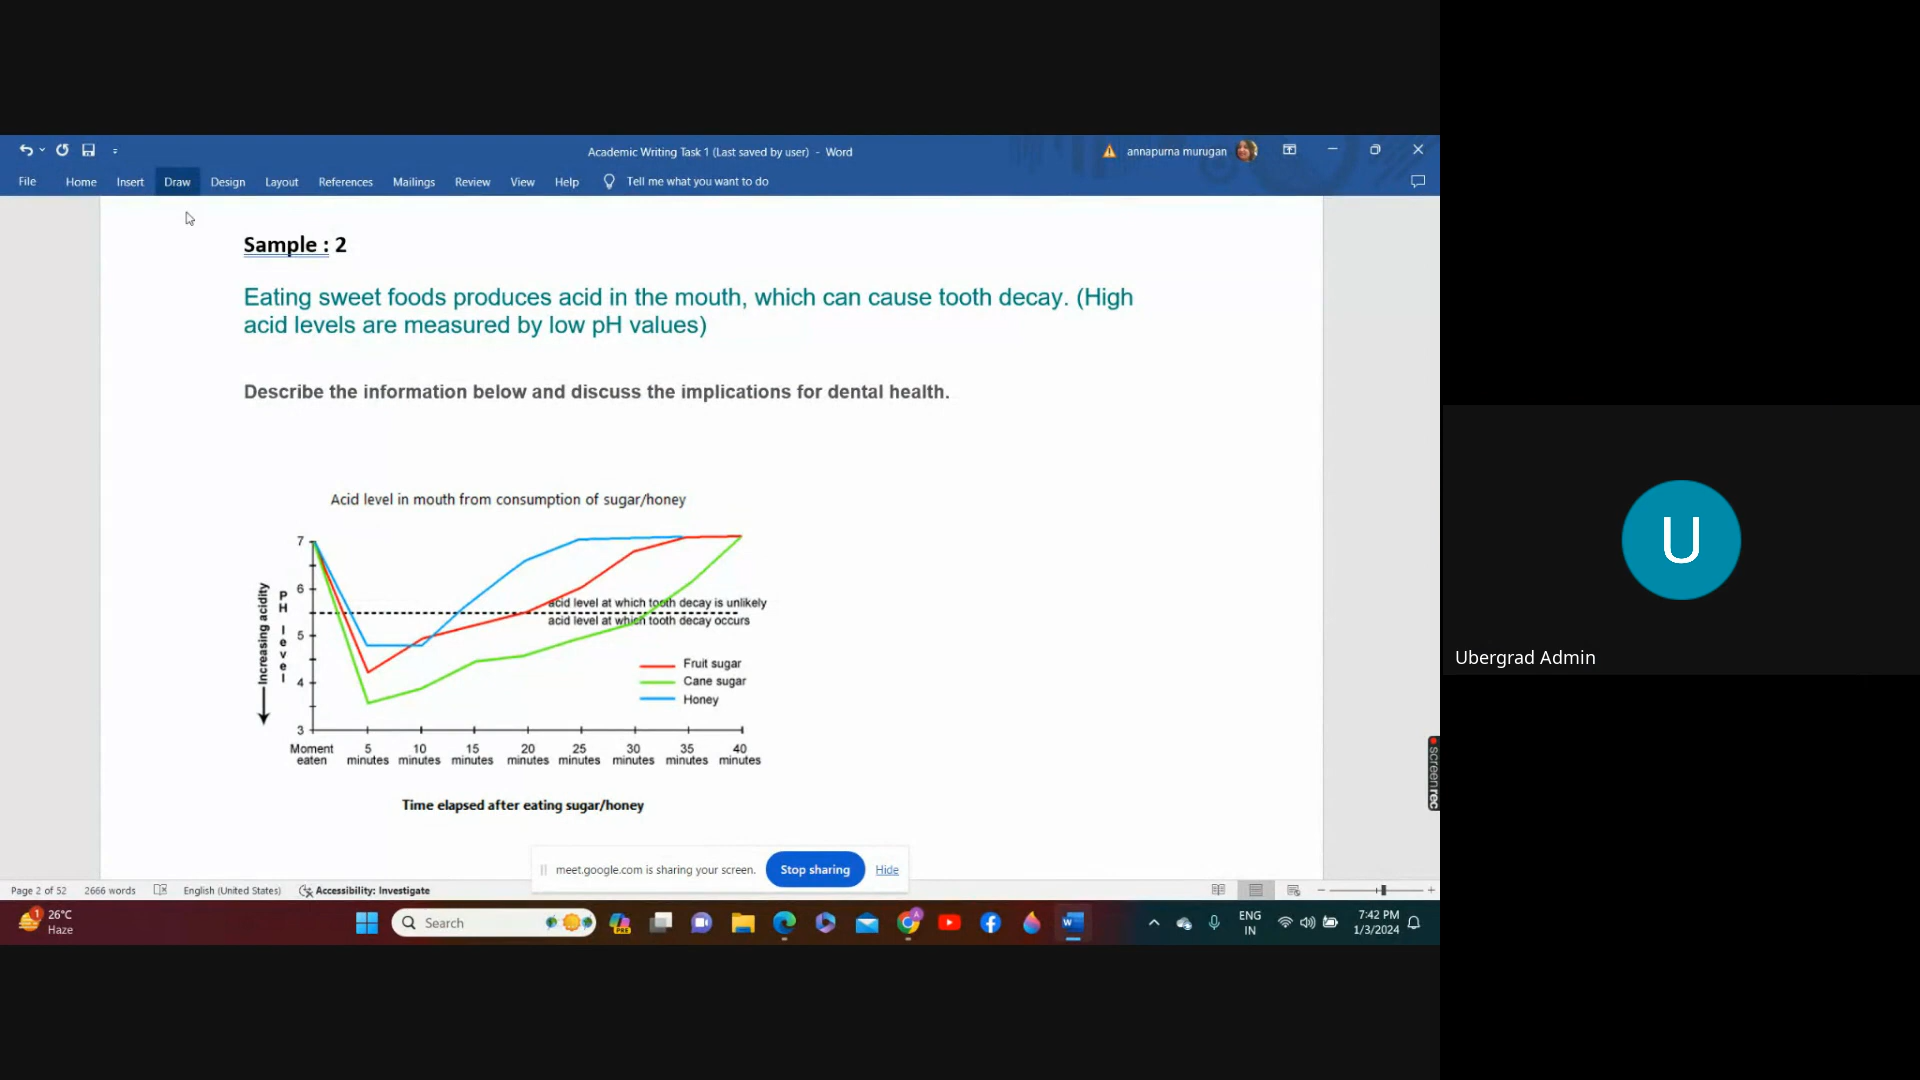 Academic Writing Task 1 (Last saved by user) - Word
annapurna murugan
File Home Insert Draw Design Layout References Mailings Review View Help Tell me what you want to do
Sample : 2
Eating sweet foods produces acid in the mouth, which can cause tooth decay. (High
acid levels are measured by low pH values)
Describe the information below and discuss the implications for dental health.
Acid level in mouth from consumption of sugar/honey
7
6
5
4
3
Increasing acidity
PH level
acid level at which tooth decay is unlikely
acid level at which tooth decay occurs
Fruit sugar
Cane sugar
Honey
Moment 5 10 15 20 25 30 35 40
eaten minutes minutes minutes minutes minutes minutes minutes minutes
Time elapsed after eating sugar/honey
meet.google.com is sharing your screen. Stop sharing Hide
Page 2 of 52 2666 words English (United States) Accessibility: Investigate
1 26°C
Haze
Search
PRE
A
W
ENG
IN
7:42 PM
1/3/2024
screenrec
U
Ubergrad Admin